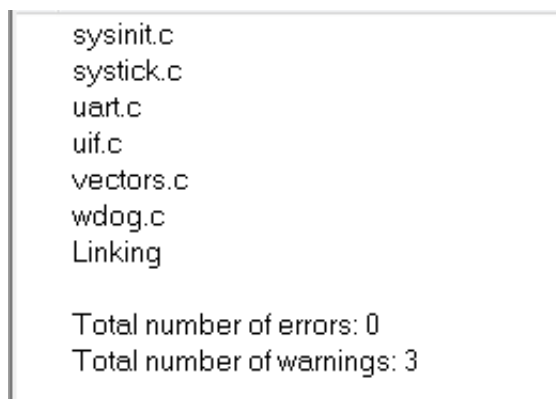 sysinit.c
systick.c
uart.c
uif.c
vectors.c
wdog.c
Linking
Total number of errors: 0
Total number of warnings: 3